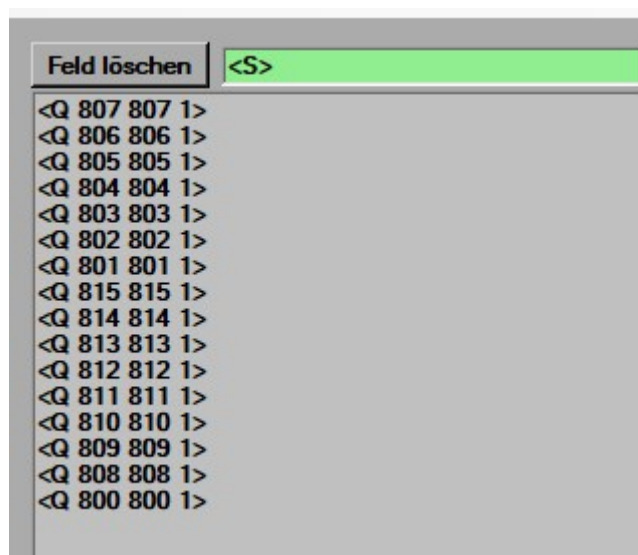 Feld löschen
<S>
<Q 807 807 1>
<Q 806 806 1>
<Q 805 805 1>
<Q 804 804 1>
<Q 803 803 1>
<Q 802 802 1>
<Q 801 801 1>
<Q 815 815 1>
<Q 814 814 1>
<Q 813 813 1>
<Q 812 812 1>
<Q 811 811 1>
<Q 810 810 1>
<Q 809 809 1>
<Q 808 808 1>
<Q 800 800 1>